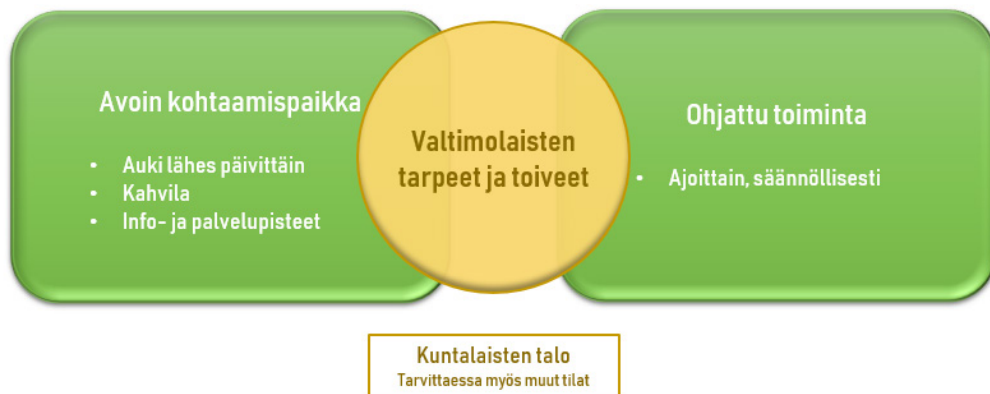 Avoin kohtaamispaikka
• Auki lähes päivittäin
• Kahvila
• Info- ja palvelupisteet
Valtimolaisten
tarpeet ja toiveet
Ohjattu toiminta
• Ajoittain, säännöllisesti
Kuntalaisten talo
Tarvittaessa myös muut tilat